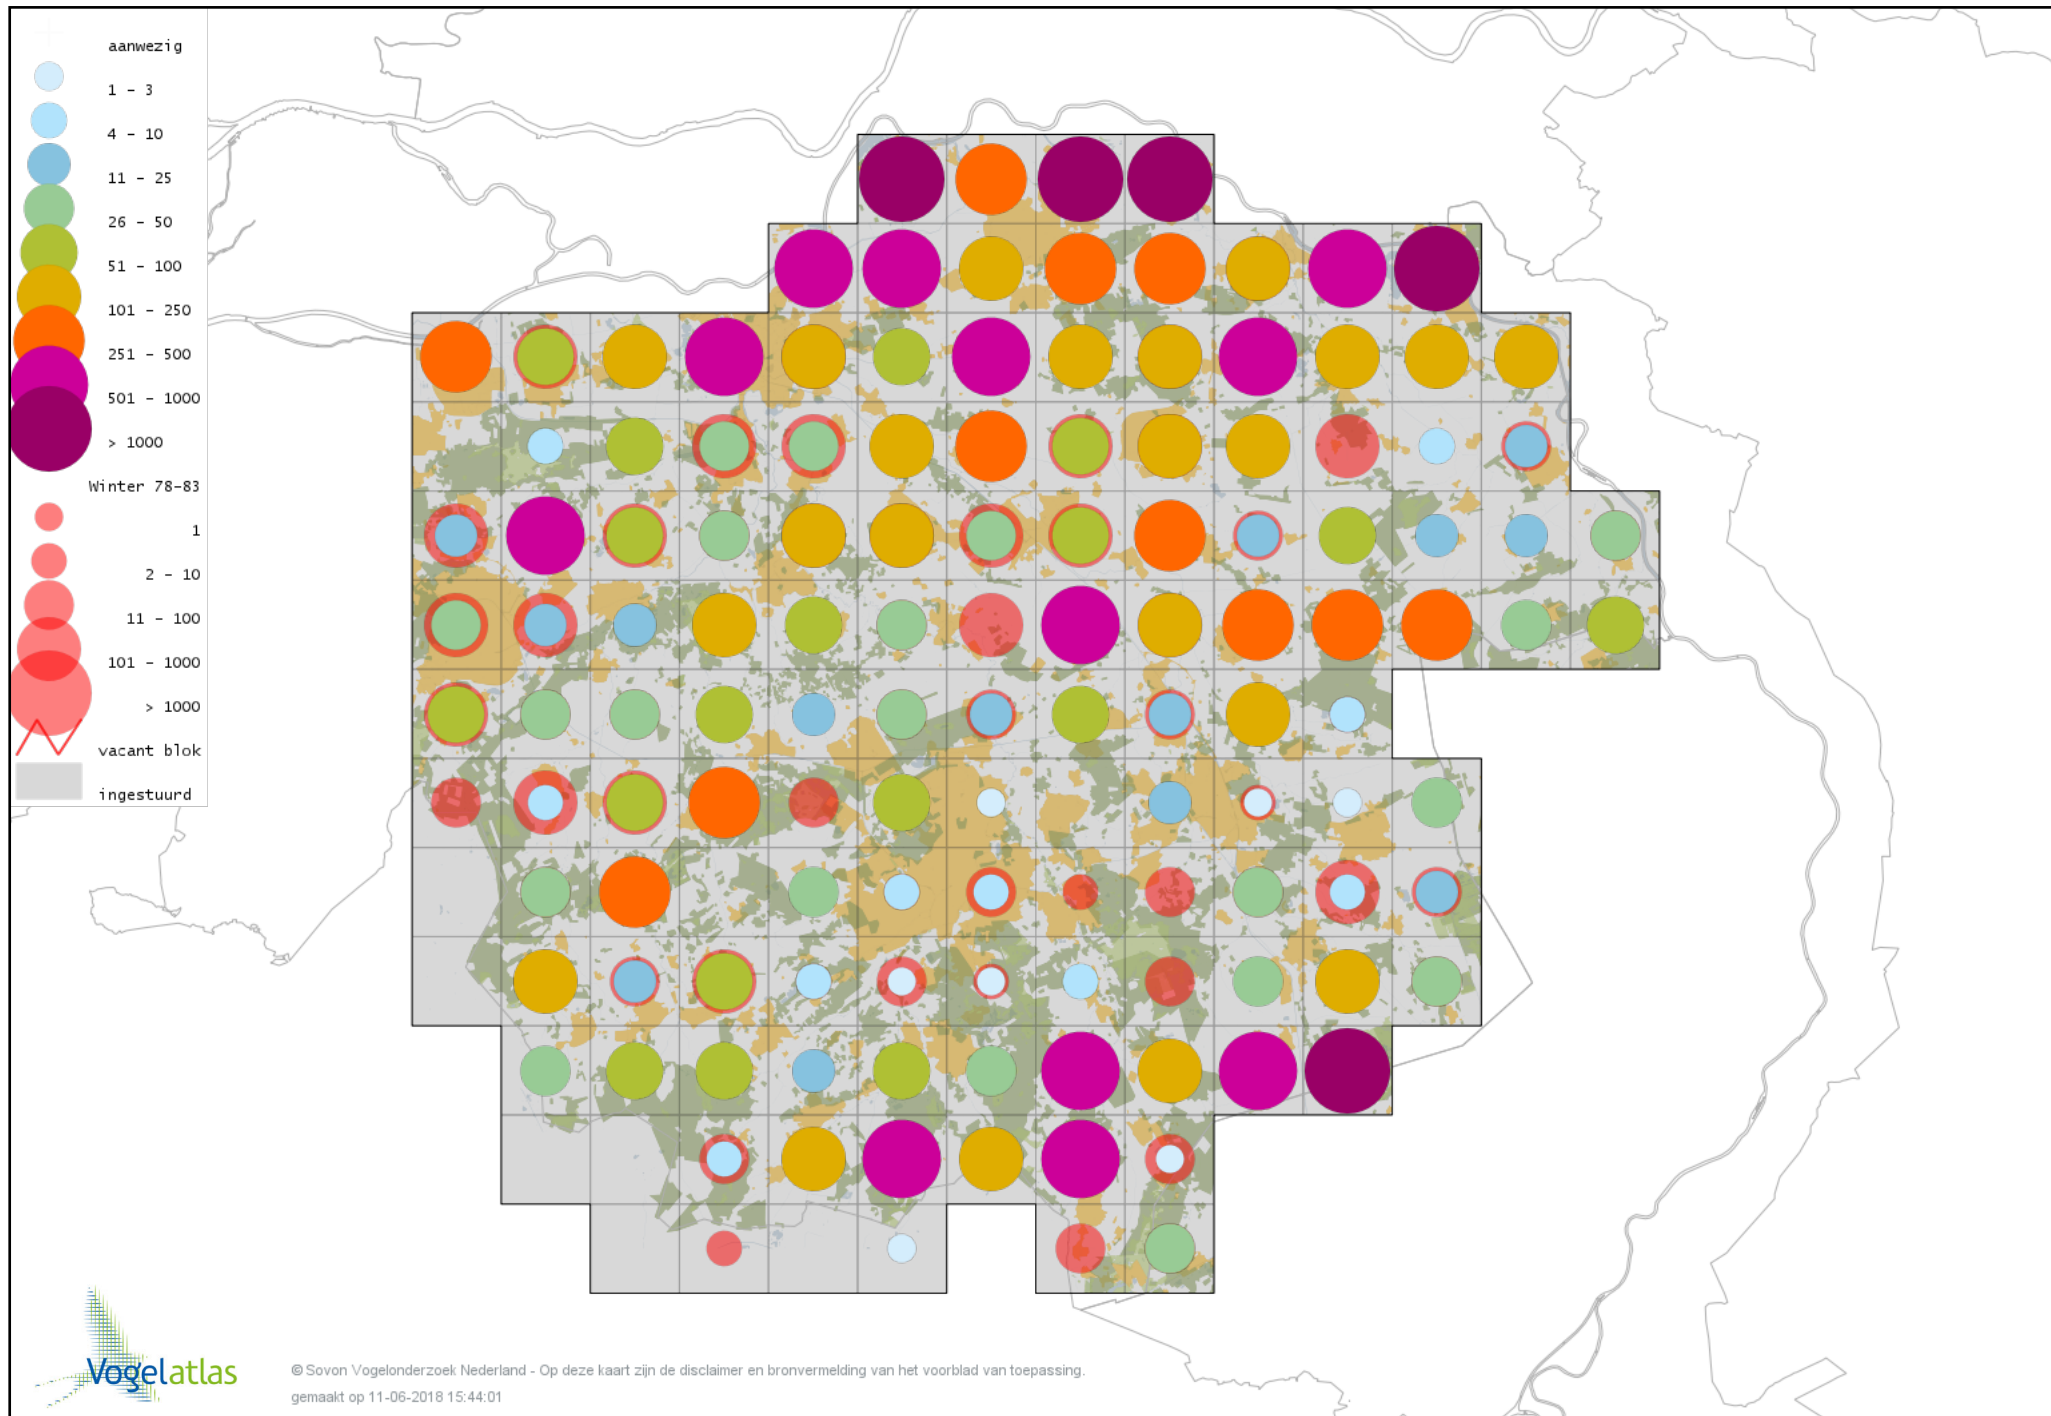 aanwezig
1 - 3
4 - 10
11 - 25
26 - 50
51 - 100
101 - 250
251 - 500
501 - 1000
> 1000
Winter 78-83
1
2 - 10
11 - 100
101 - 1000
> 1000
vacant blok
ingestuurd
Vogelatlas
© Sovon Vogelonderzoek Nederland - Op deze kaart zijn de disclaimer en bronvermelding van het voorblad van toepassing.
gemaakt op 11-06-2018 15:44:01